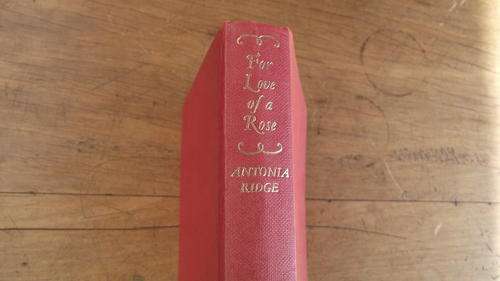 For
Love
of a
Rose
ANTONIA
RIDGE